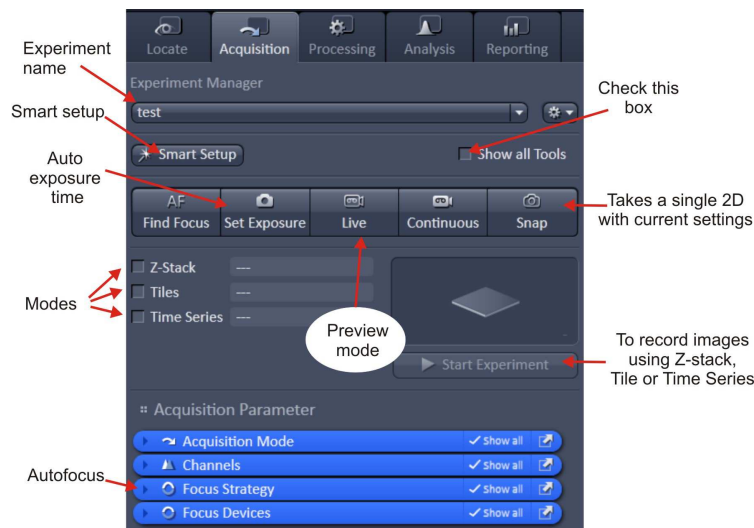 Locate
Acquisition
Processing
Analysis
Reporting
Experiment
name
Experiment Manager
test
Check this
box
Smart setup
Smart Setup
Show all Tools
Auto
exposure
time
AF
Find Focus
Set Exposure
Live
Continuous
Snap
Takes a single 2D
with current settings
Modes
Z-Stack
---
Tiles
---
Time Series
---
Preview
mode
Start Experiment
To record images
using Z-stack,
Tile or Time Series
Acquisition Parameter
Acquisition Mode
Show all
Channels
Show all
Autofocus
Focus Strategy
Show all
Focus Devices
Show all